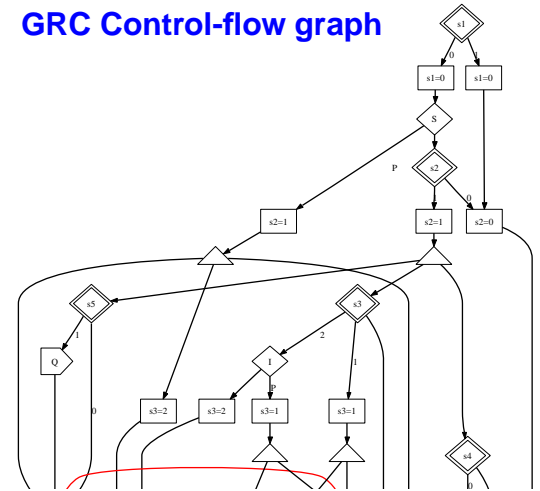 GRC Control-flow graph
s1
0
1
s1=0
s1=0
S
P
s2
0
s2=1
s2=1
s2=0
s5
s3
1
2
Q
I
1
P
0
s3=2
s3=2
s3=1
s3=1
s4
0